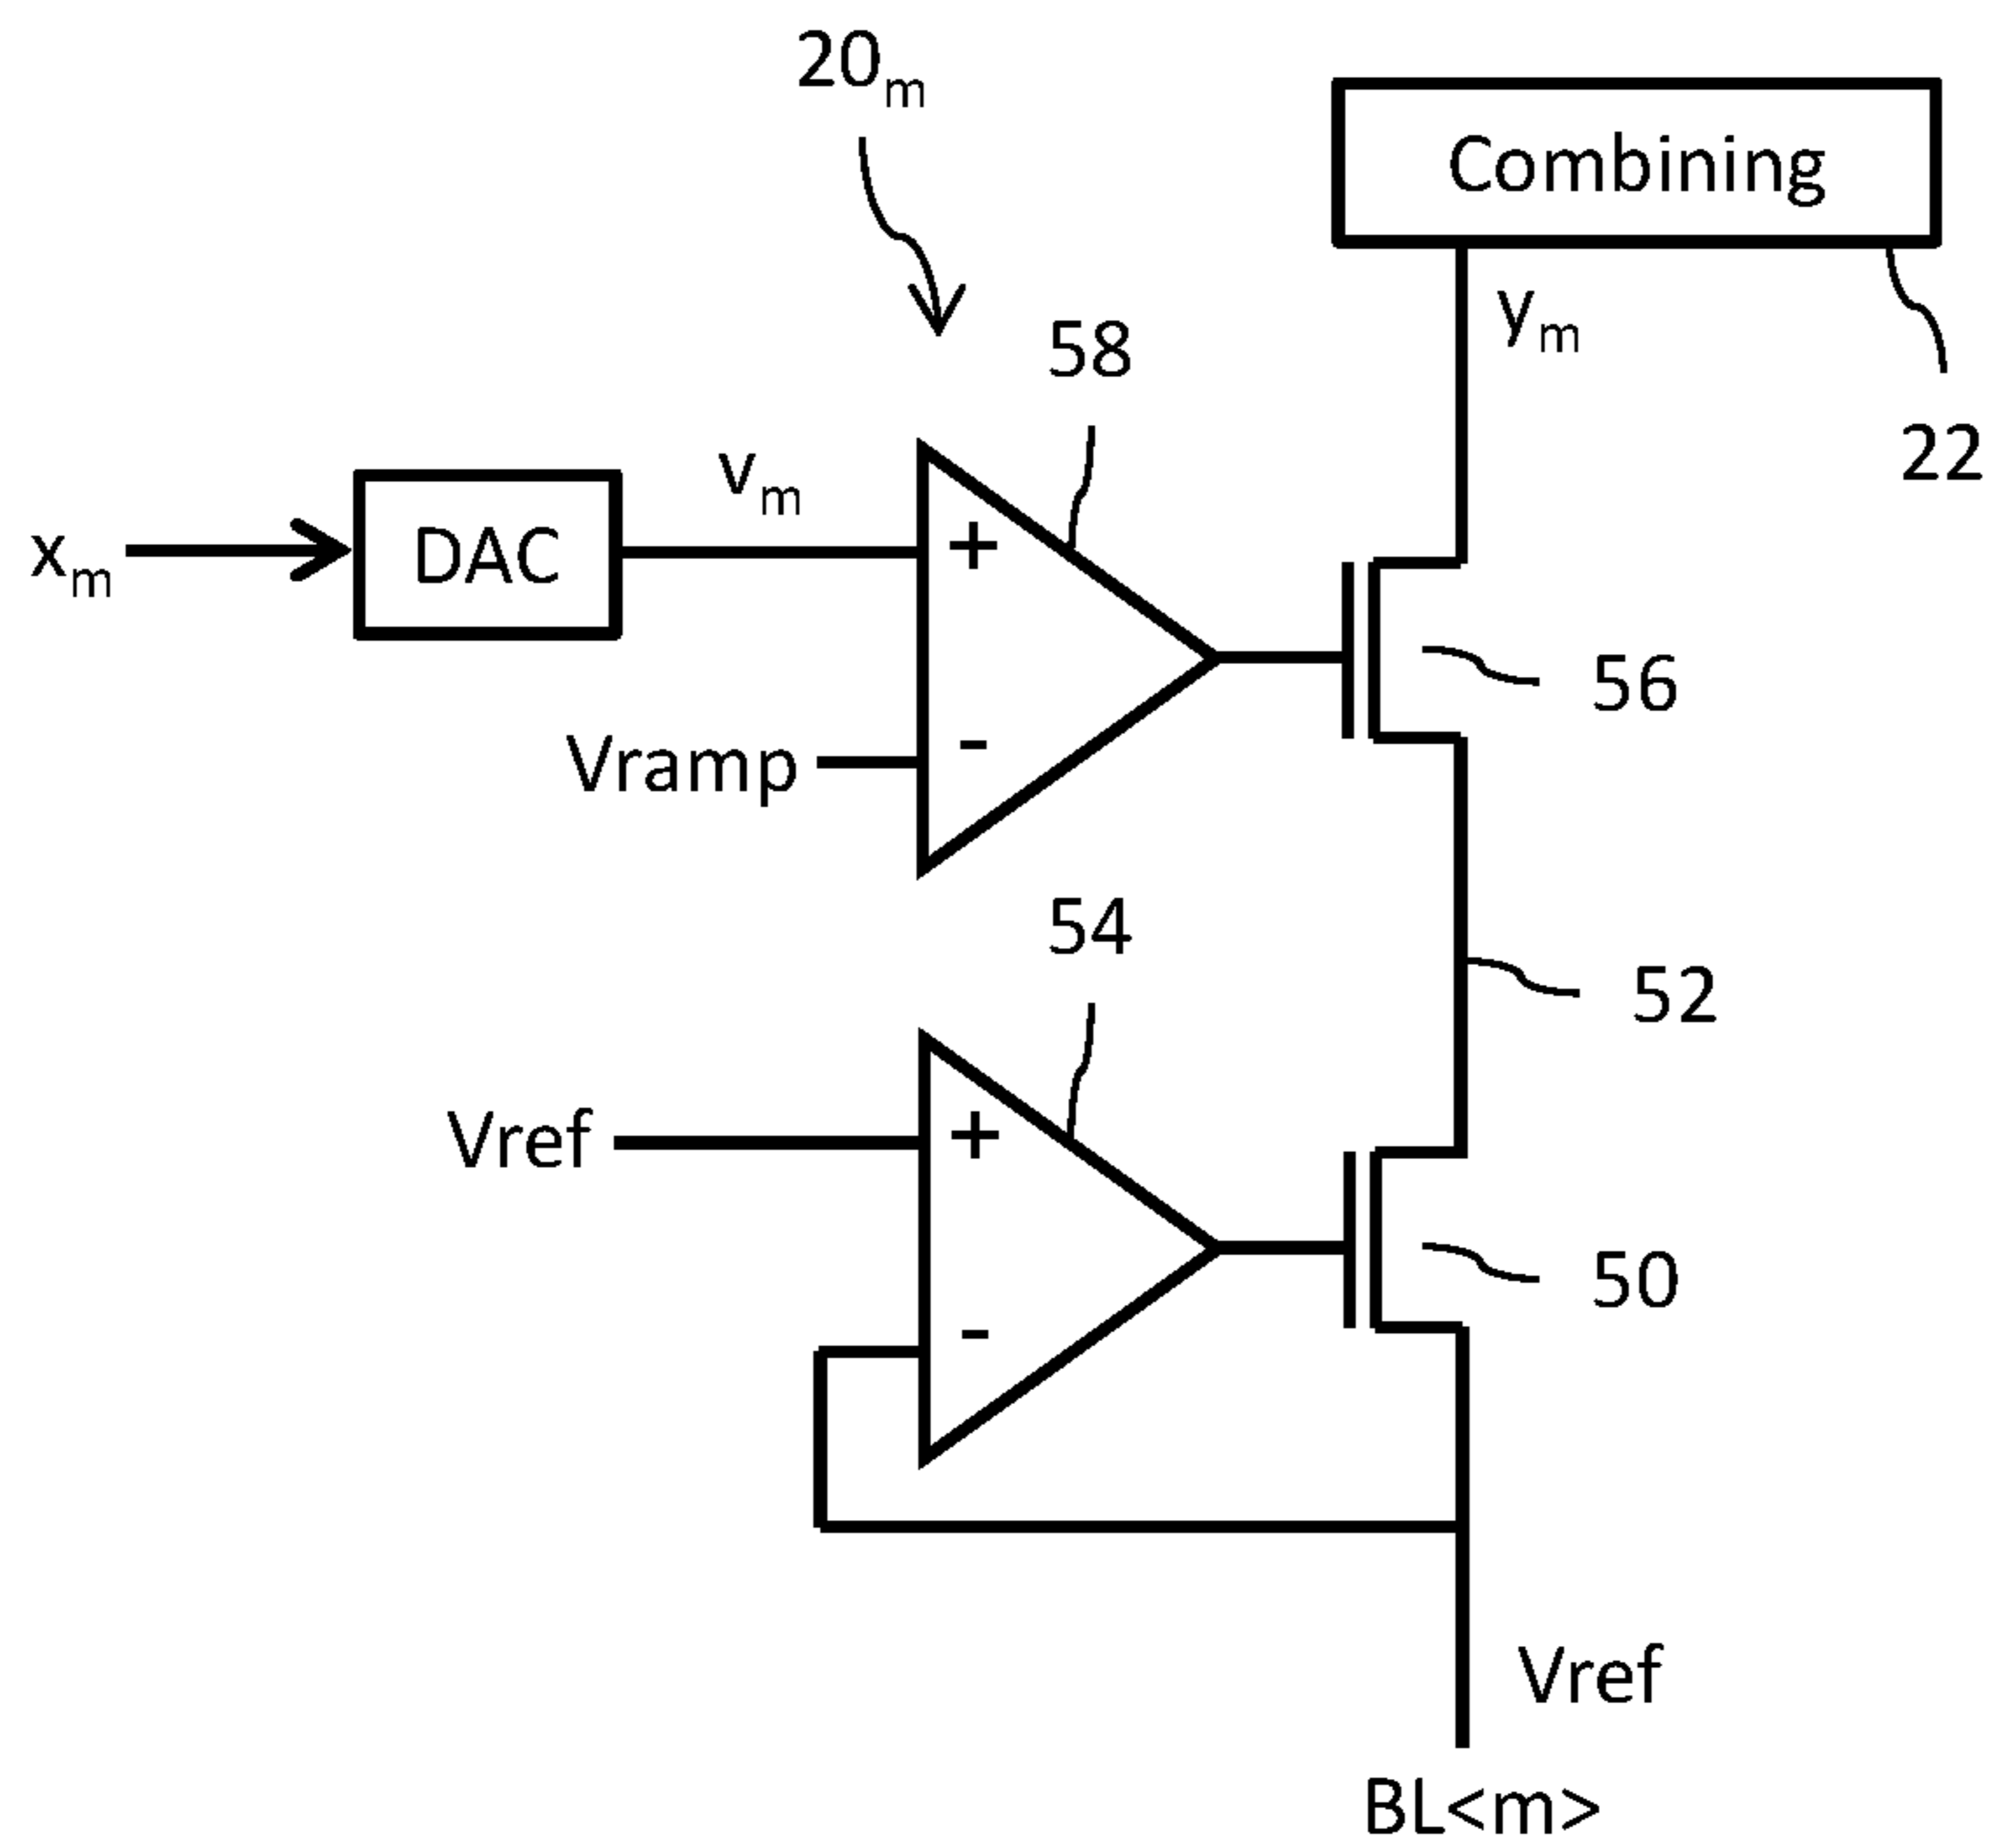 20m
Combining
58
ym
22
vm
xm
DAC
+
56
-
Vramp
54
52
Vref
+
50
-
Vref
BL<m>